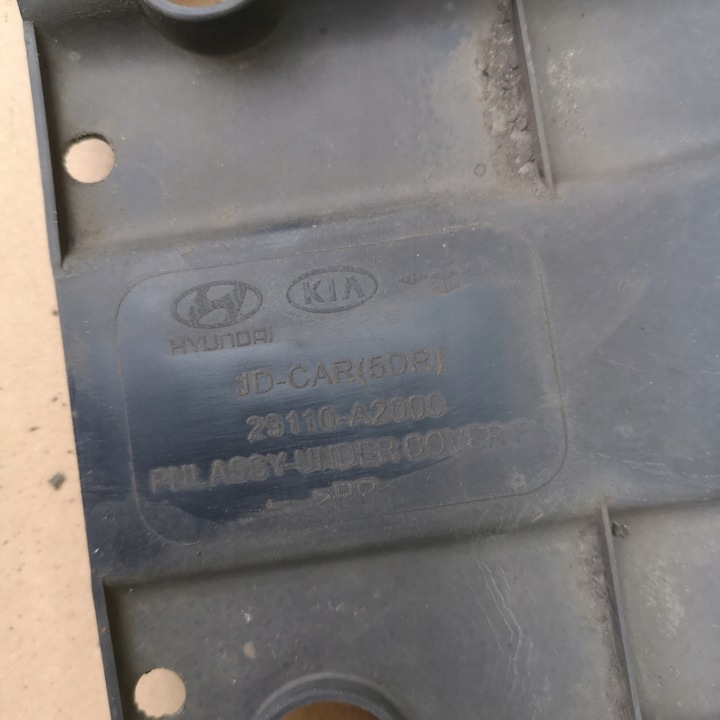 HYUNDAI KIA
JD-CAR(5DR)
29110-A2000
PNL ASSY-UNDER COVER
>PP<